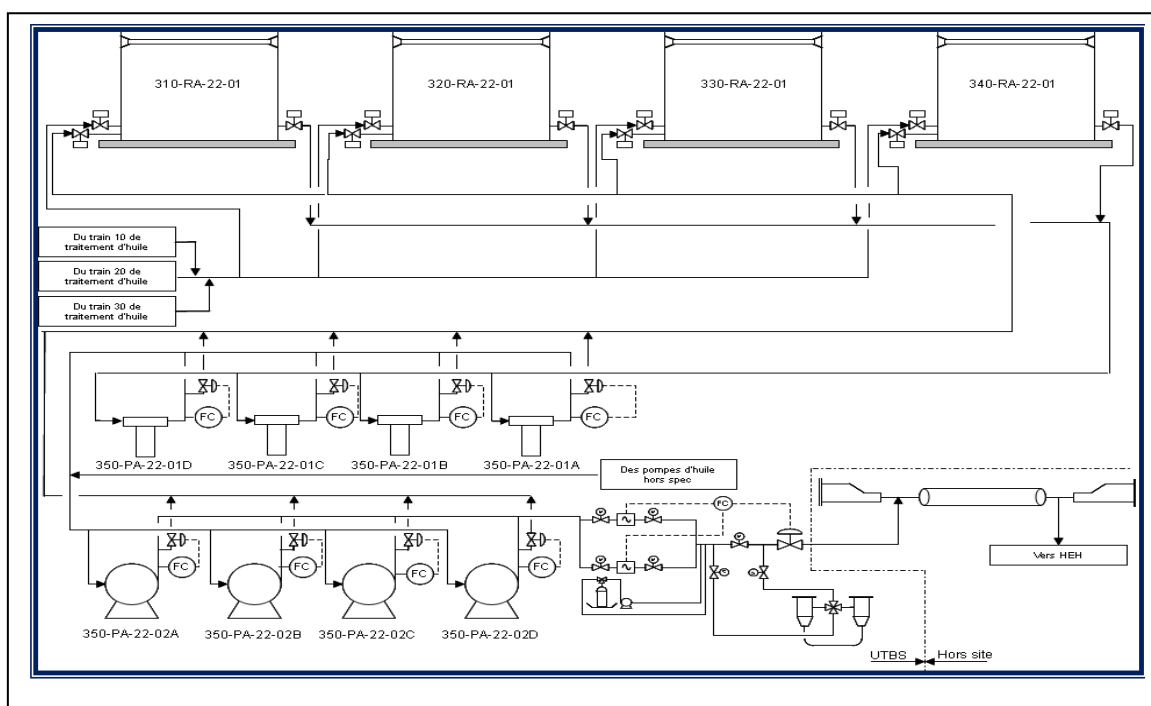 310-RA-22-01
320-RA-22-01
330-RA-22-01
340-RA-22-01
Du train 10 de
traitement d'huile
Du train 20 de
traitement d'huile
Du train 30 de
traitement d'huile
FC
FC
FC
FC
350-PA-22-01D
350-PA-22-01C
350-PA-22-01B
350-PA-22-01A
Des pompes d'huile
hors spec
FC
FC
FC
FC
FC
Vers HEH
350-PA-22-02A
350-PA-22-02B
350-PA-22-02C
350-PA-22-02D
UTBS
Hors site